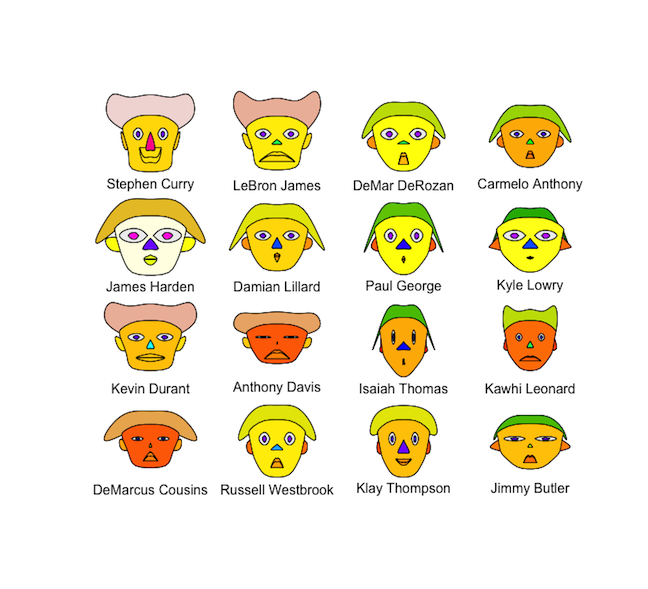 Stephen Curry
LeBron James
DeMar DeRozan
Carmelo Anthony
James Harden
Damian Lillard
Paul George
Kyle Lowry
Kevin Durant
Anthony Davis
Isaiah Thomas
Kawhi Leonard
DeMarcus Cousins
Russell Westbrook
Klay Thompson
Jimmy Butler